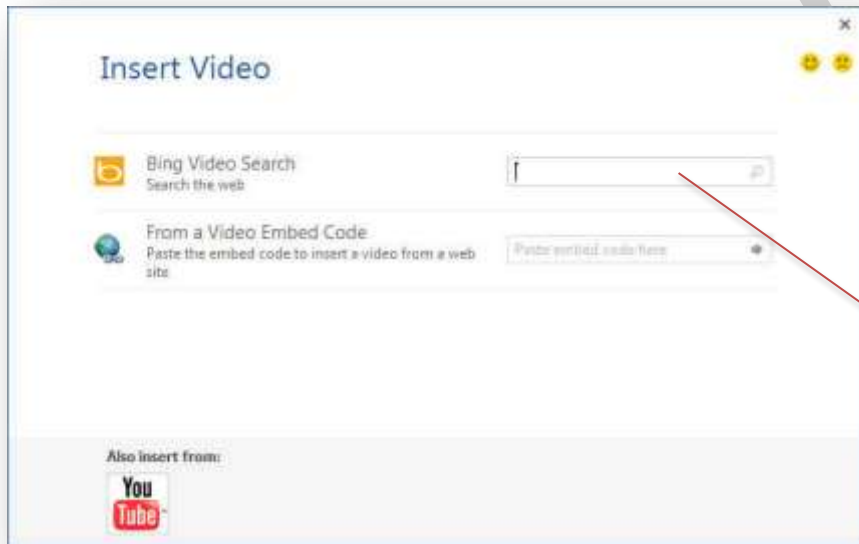 Insert Video
Bing Video Search
Search the web
From a Video Embed Code
Paste the embed code to insert a video from a web
site
Paste embed code here
Also insert from:
You
Tube